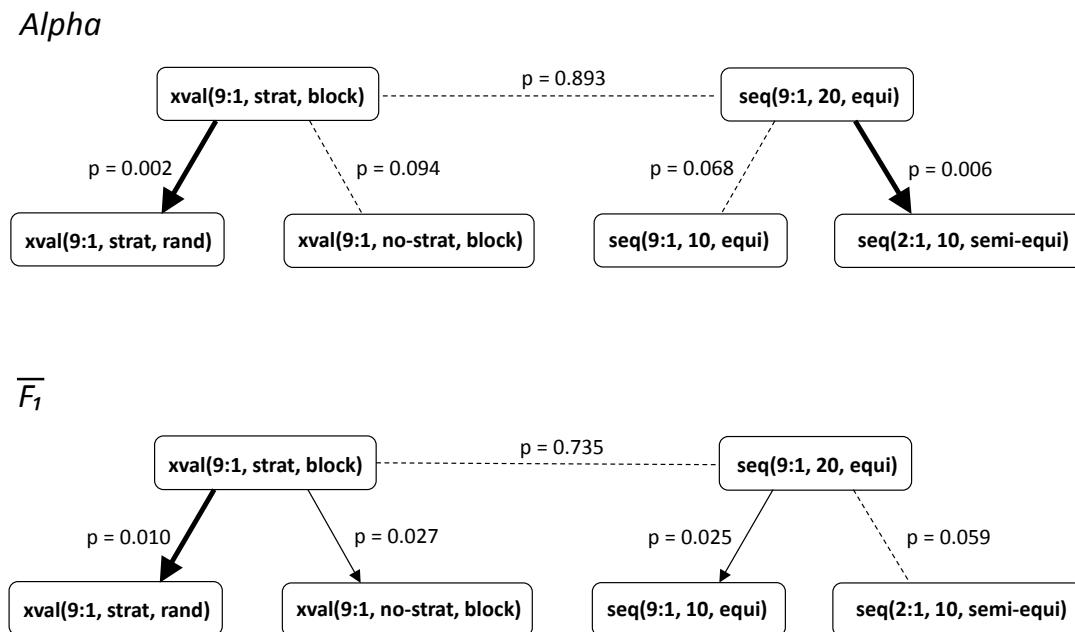 Alpha
xval(9:1, strat, block)
p = 0.893
seq(9:1, 20, equi)
p = 0.002
p = 0.094
p = 0.068
p = 0.006
xval(9:1, strat, rand)
xval(9:1, no-strat, block)
seq(9:1, 10, equi)
seq(2:1, 10, semi-equi)
F̅₁
xval(9:1, strat, block)
p = 0.735
seq(9:1, 20, equi)
p = 0.010
p = 0.027
p = 0.025
p = 0.059
xval(9:1, strat, rand)
xval(9:1, no-strat, block)
seq(9:1, 10, equi)
seq(2:1, 10, semi-equi)